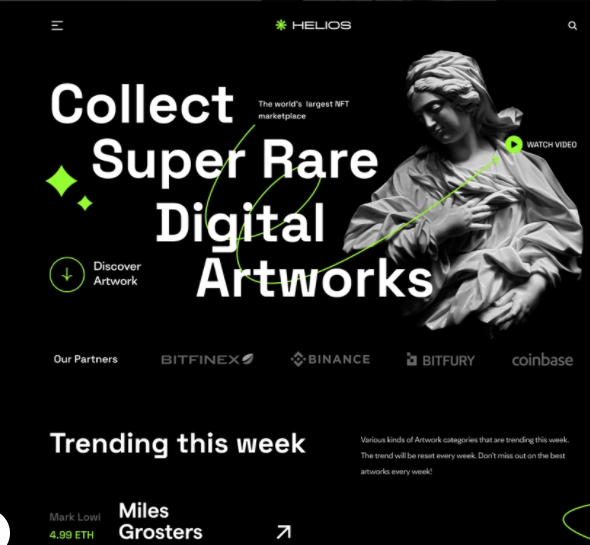 HELIOS
Collect
The world's largest NFT
marketplace
Super Rare
WATCH VIDEO
Digital
Discover
Artwork
Artworks
Our Partners
BITFINEX
BINANCE
BITFURY
coinbase
Trending this week
Various kinds of Artwork categories that are trending this week.
The trend will be reset every week. Don't miss out on the best
artworks every week!
Mark Lowi
4.99 ETH
Miles
Grosters